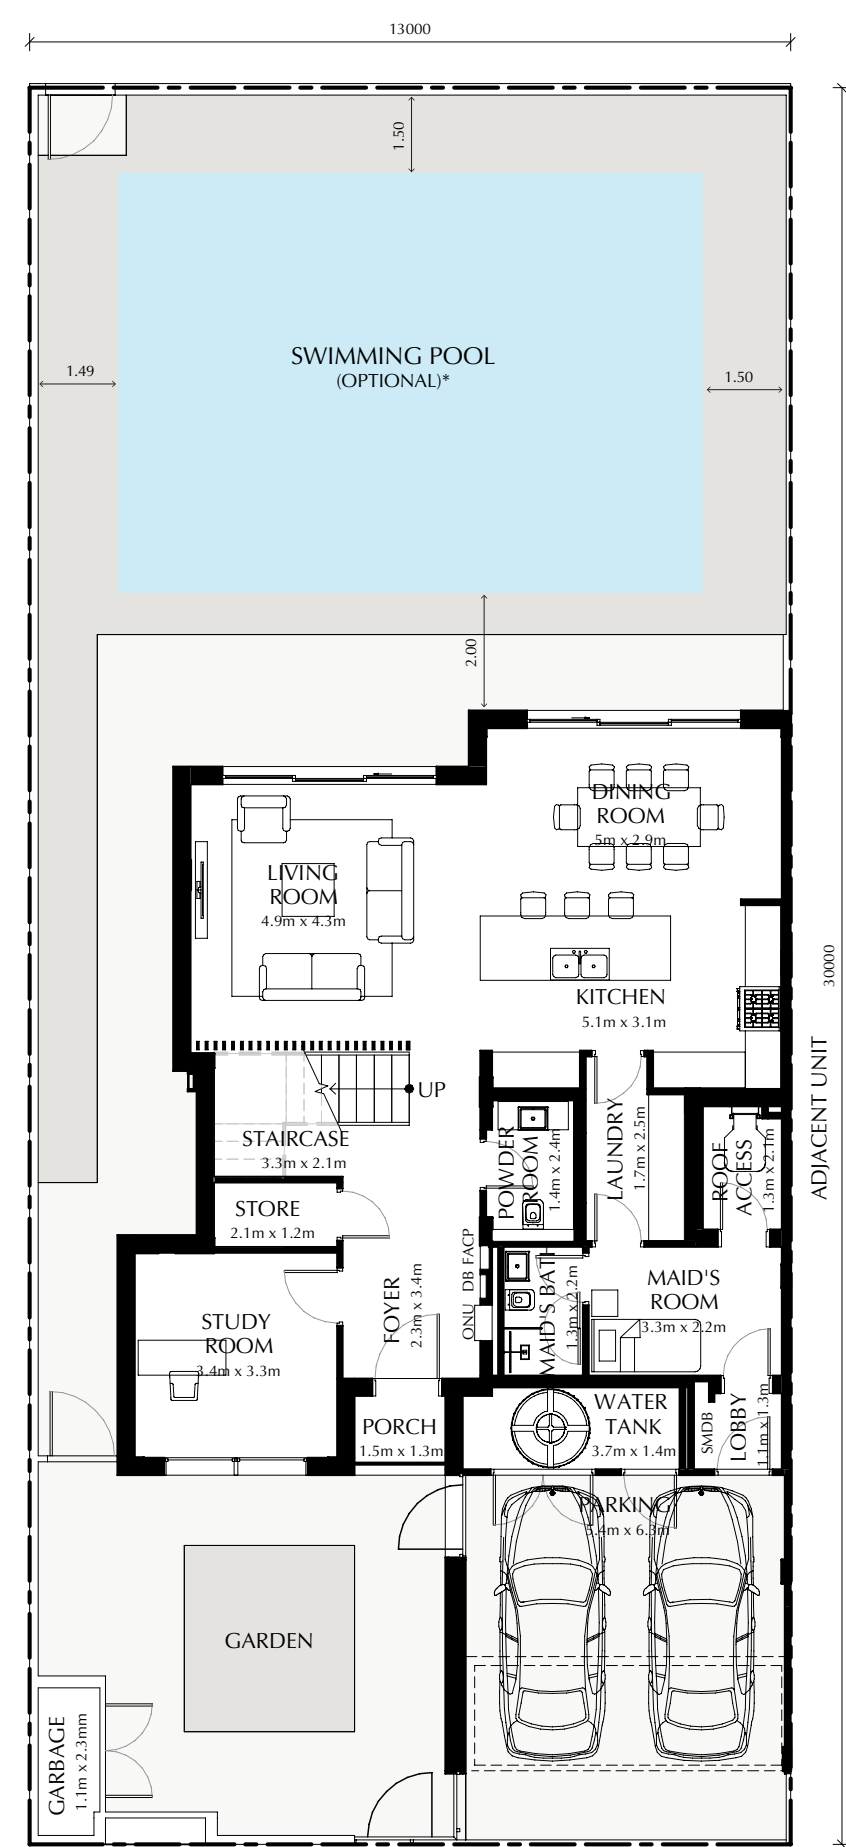 13000
1.50
SWIMMING POOL
(OPTIONAL)*
1.49
1.50
2.00
DINING
ROOM
5m x 2.9m
LIVING
ROOM
4.9m x 4.3m
KITCHEN
5.1m x 3.1m
30000
ADJACENT UNIT
UP
STAIRCASE
3.3m x 2.1m
POWDER
ROOM
1.4m x 2.4m
LAUNDRY
1.7m x 2.5m
ROOF
ACCESS
1.3m x 2.1m
STORE
2.1m x 1.2m
FOYER
2.3m x 3.4m
ONU
DB
FACP
MAID'S BATH
1.3m x 2.2m
MAID'S
ROOM
3.3m x 2.2m
STUDY
ROOM
3.4m x 3.3m
PORCH
1.5m x 1.3m
WATER
TANK
3.7m x 1.4m
SMDB
LOBBY
1.1m x 1.3m
PARKING
5.4m x 6.3m
GARDEN
GARBAGE
1.1m x 2.3mm